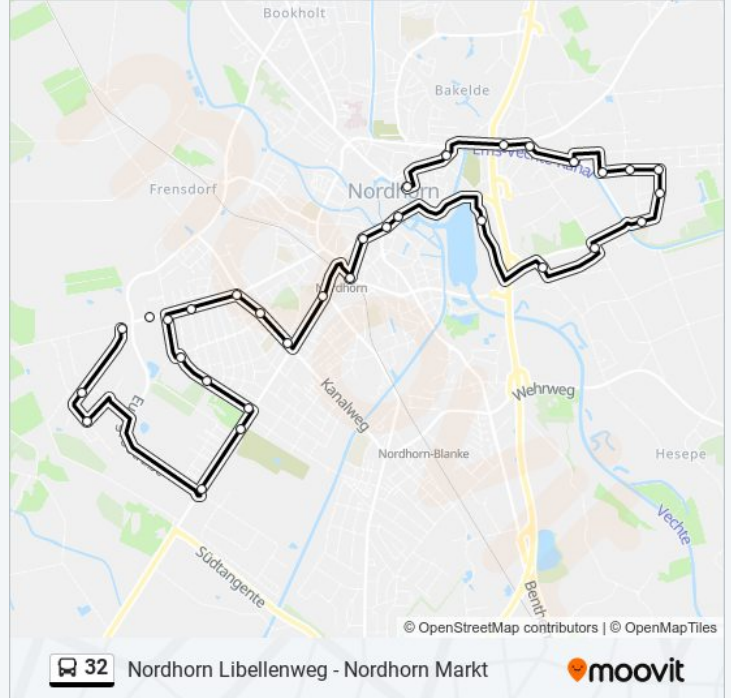 Bookholt
Bakelde
Ems-Vechte-Kanal
Frensdorf
Nordhorn
Nordhorn
Kanalweg
Wehrweg
Nordhorn-Blanke
Hesepe
Vechte
Südtangente
© OpenStreetMap contributors | © OpenMapTiles
32 Nordhorn Libellenweg - Nordhorn Markt
moovit